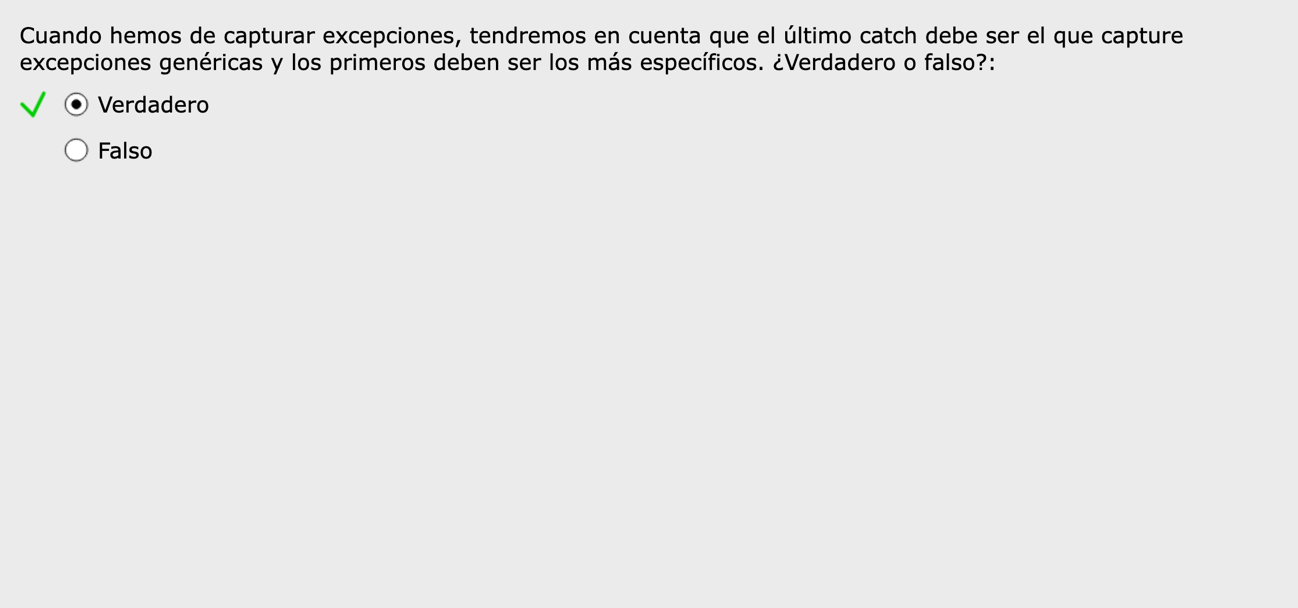 Cuando hemos de capturar excepciones, tendremos en cuenta que el último catch debe ser el que capture
excepciones genéricas y los primeros deben ser los más específicos. ¿Verdadero o falso?:
Verdadero
Falso